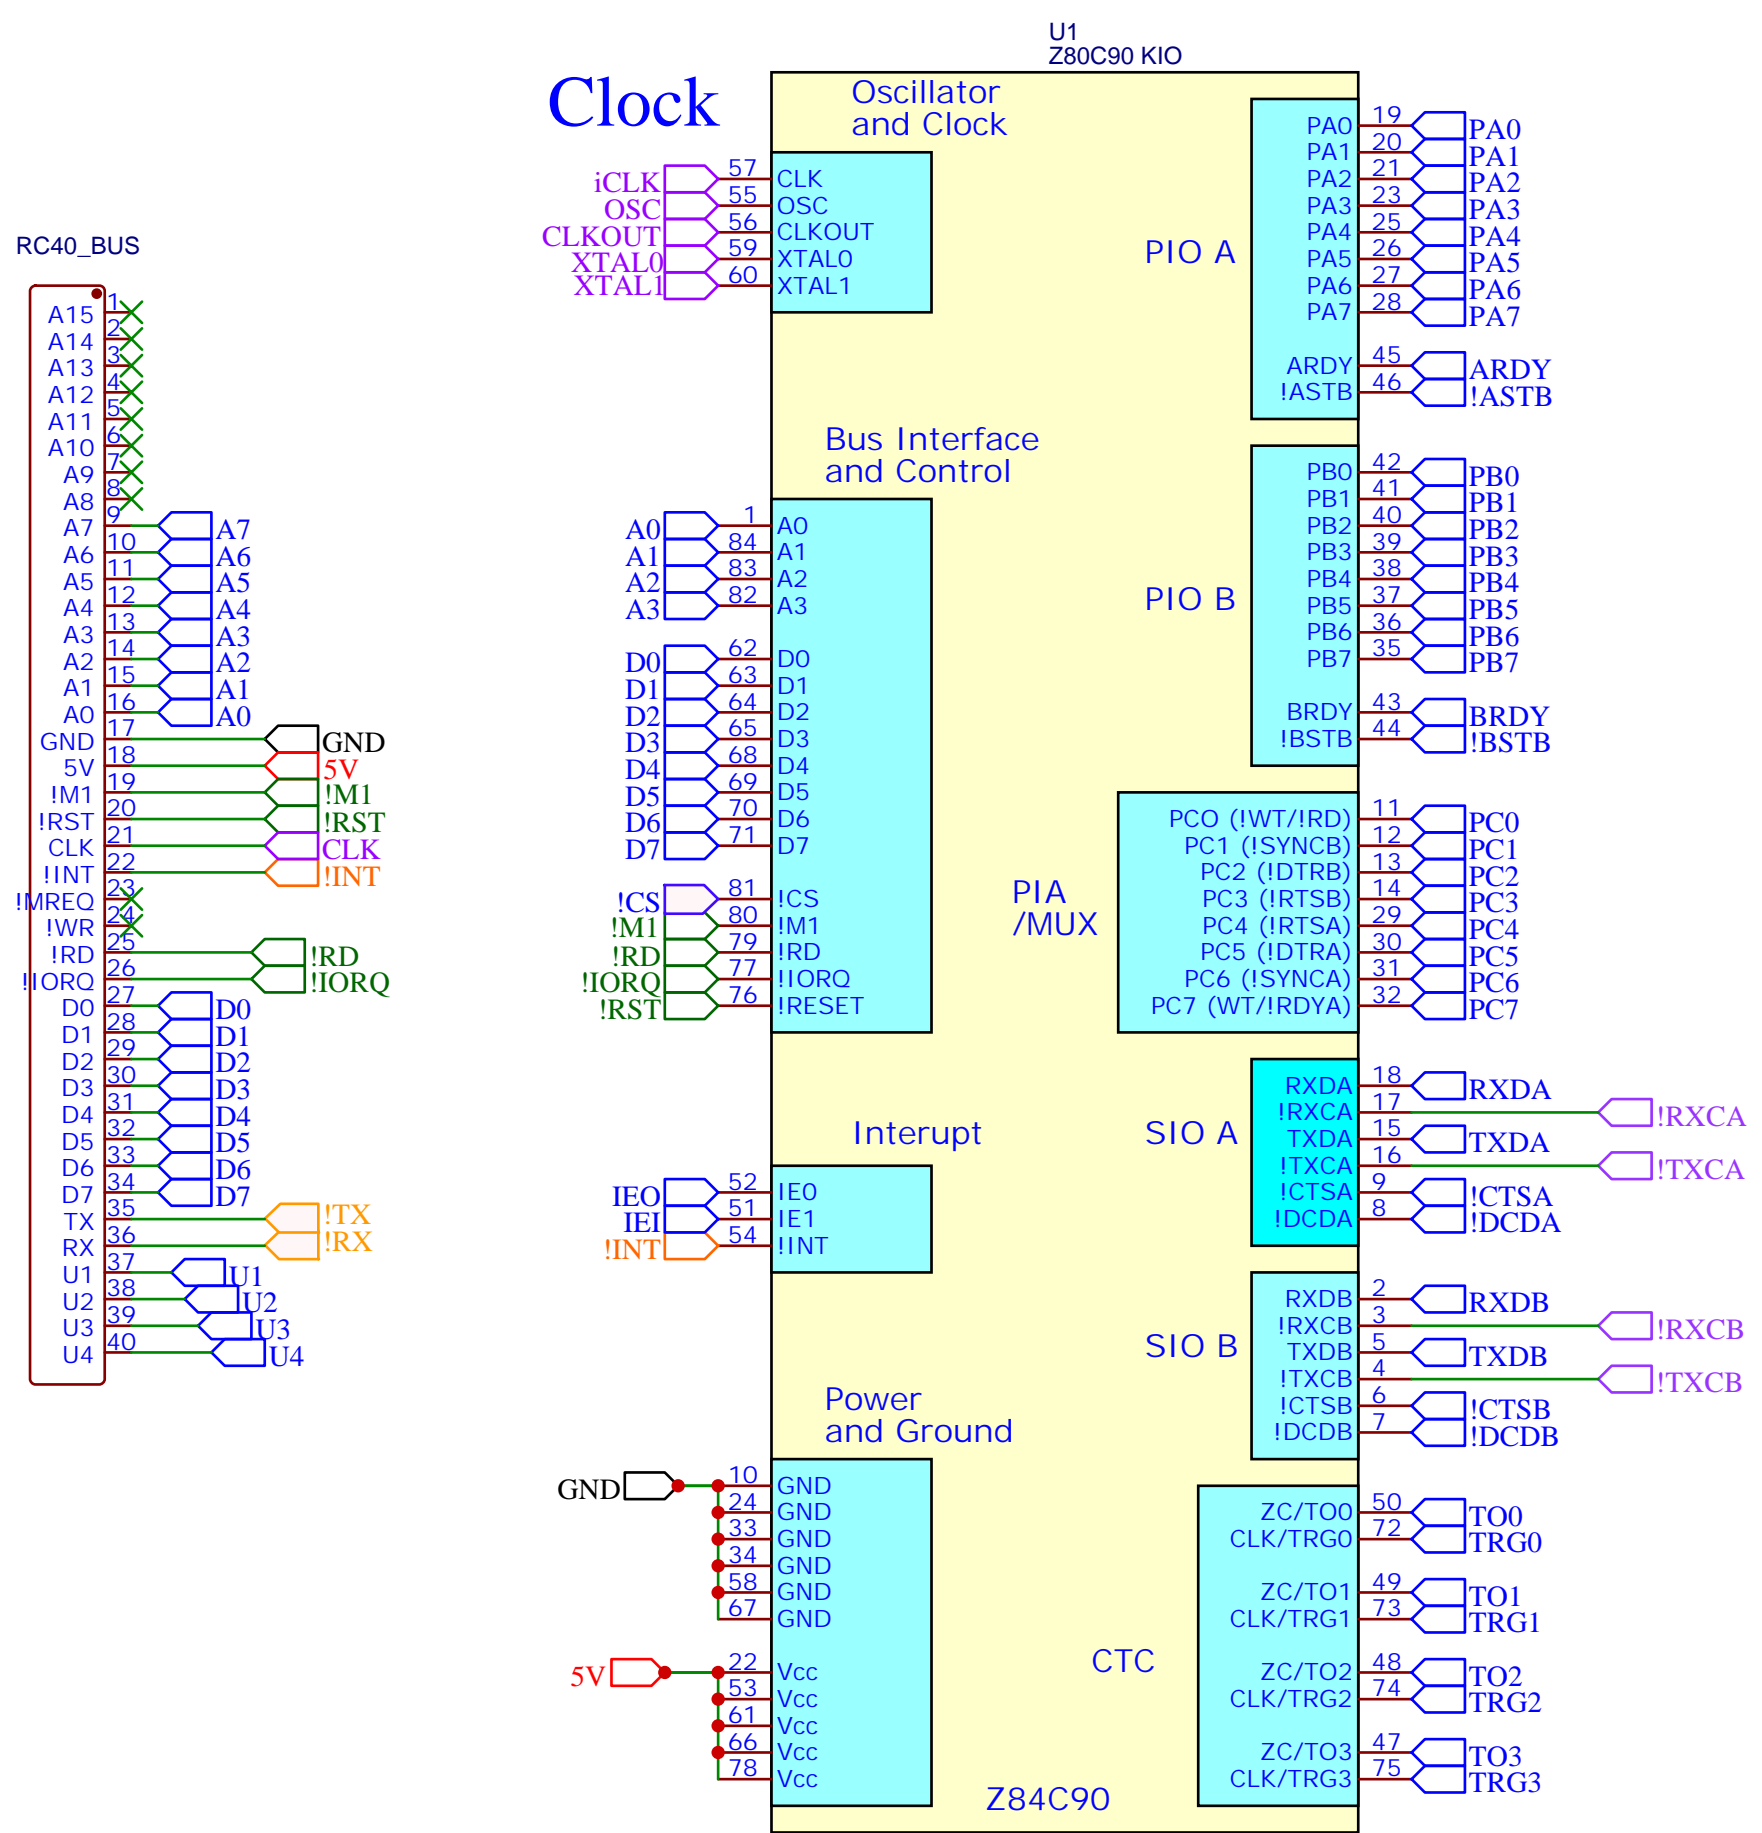 U1
Z80C90 KIO
Clock
Oscillator
and Clock
iCLK 57 CLK
OSC 55 OSC
CLKOUT 56 CLKOUT
XTAL0 59 XTAL0
XTAL1 60 XTAL1
Bus Interface
and Control
A0 1 A0
A1 84 A1
A2 83 A2
A3 82 A3
D0 62 D0
D1 63 D1
D2 64 D2
D3 65 D3
D4 68 D4
D5 69 D5
D6 70 D6
D7 71 D7
!CS 81 !CS
!M1 80 !M1
!RD 79 !RD
!IORQ 77 !IORQ
!RST 76 !RESET
Interupt
IEO 52 IE0
IEI 51 IE1
!INT 54 !INT
Power
and Ground
GND 10 GND
24 GND
33 GND
34 GND
58 GND
67 GND
5V 22 Vcc
53 Vcc
61 Vcc
66 Vcc
78 Vcc
Z84C90
PIO A
PA0 19 PA0
PA1 20 PA1
PA2 21 PA2
PA3 23 PA3
PA4 25 PA4
PA5 26 PA5
PA6 27 PA6
PA7 28 PA7
ARDY 45 ARDY
!ASTB 46 !ASTB
PIO B
PB0 42 PB0
PB1 41 PB1
PB2 40 PB2
PB3 39 PB3
PB4 38 PB4
PB5 37 PB5
PB6 36 PB6
PB7 35 PB7
BRDY 43 BRDY
!BSTB 44 !BSTB
PIA
/MUX
PC0 (!WT/!RD) 11 PC0
PC1 (!SYNCB) 12 PC1
PC2 (!DTRB) 13 PC2
PC3 (!RTSB) 14 PC3
PC4 (!RTSA) 29 PC4
PC5 (!DTRA) 30 PC5
PC6 (!SYNCA) 31 PC6
PC7 (WT/!RDYA) 32 PC7
SIO A
RXDA 18 RXDA
!RXCA 17 !RXCA
TXDA 15 TXDA
!TXCA 16 !TXCA
!CTSA 9 !CTSA
!DCDA 8 !DCDA
SIO B
RXDB 2 RXDB
!RXCB 3 !RXCB
TXDB 5 TXDB
!TXCB 4 !TXCB
!CTSB 6 !CTSB
!DCDB 7 !DCDB
CTC
ZC/TO0 50 TO0
CLK/TRG0 72 TRG0
ZC/TO1 49 TO1
CLK/TRG1 73 TRG1
ZC/TO2 48 TO2
CLK/TRG2 74 TRG2
ZC/TO3 47 TO3
CLK/TRG3 75 TRG3
RC40_BUS
A15 1
A14 2
A13 3
A12 4
A11 5
A10 6
A9 7
A8 8
A7 9 A7
A6 10 A6
A5 11 A5
A4 12 A4
A3 13 A3
A2 14 A2
A1 15 A1
A0 16 A0
GND 17 GND
5V 18 5V
!M1 19 !M1
!RST 20 !RST
CLK 21 CLK
!INT 22 !INT
!MREQ 23
!WR 24
!RD 25 !RD
!IORQ 26 !IORQ
D0 27 D0
D1 28 D1
D2 29 D2
D3 30 D3
D4 31 D4
D5 32 D5
D6 33 D6
D7 34 D7
TX 35 !TX
RX 36 !RX
U1 37 U1
U2 38 U2
U3 39 U3
U4 40 U4